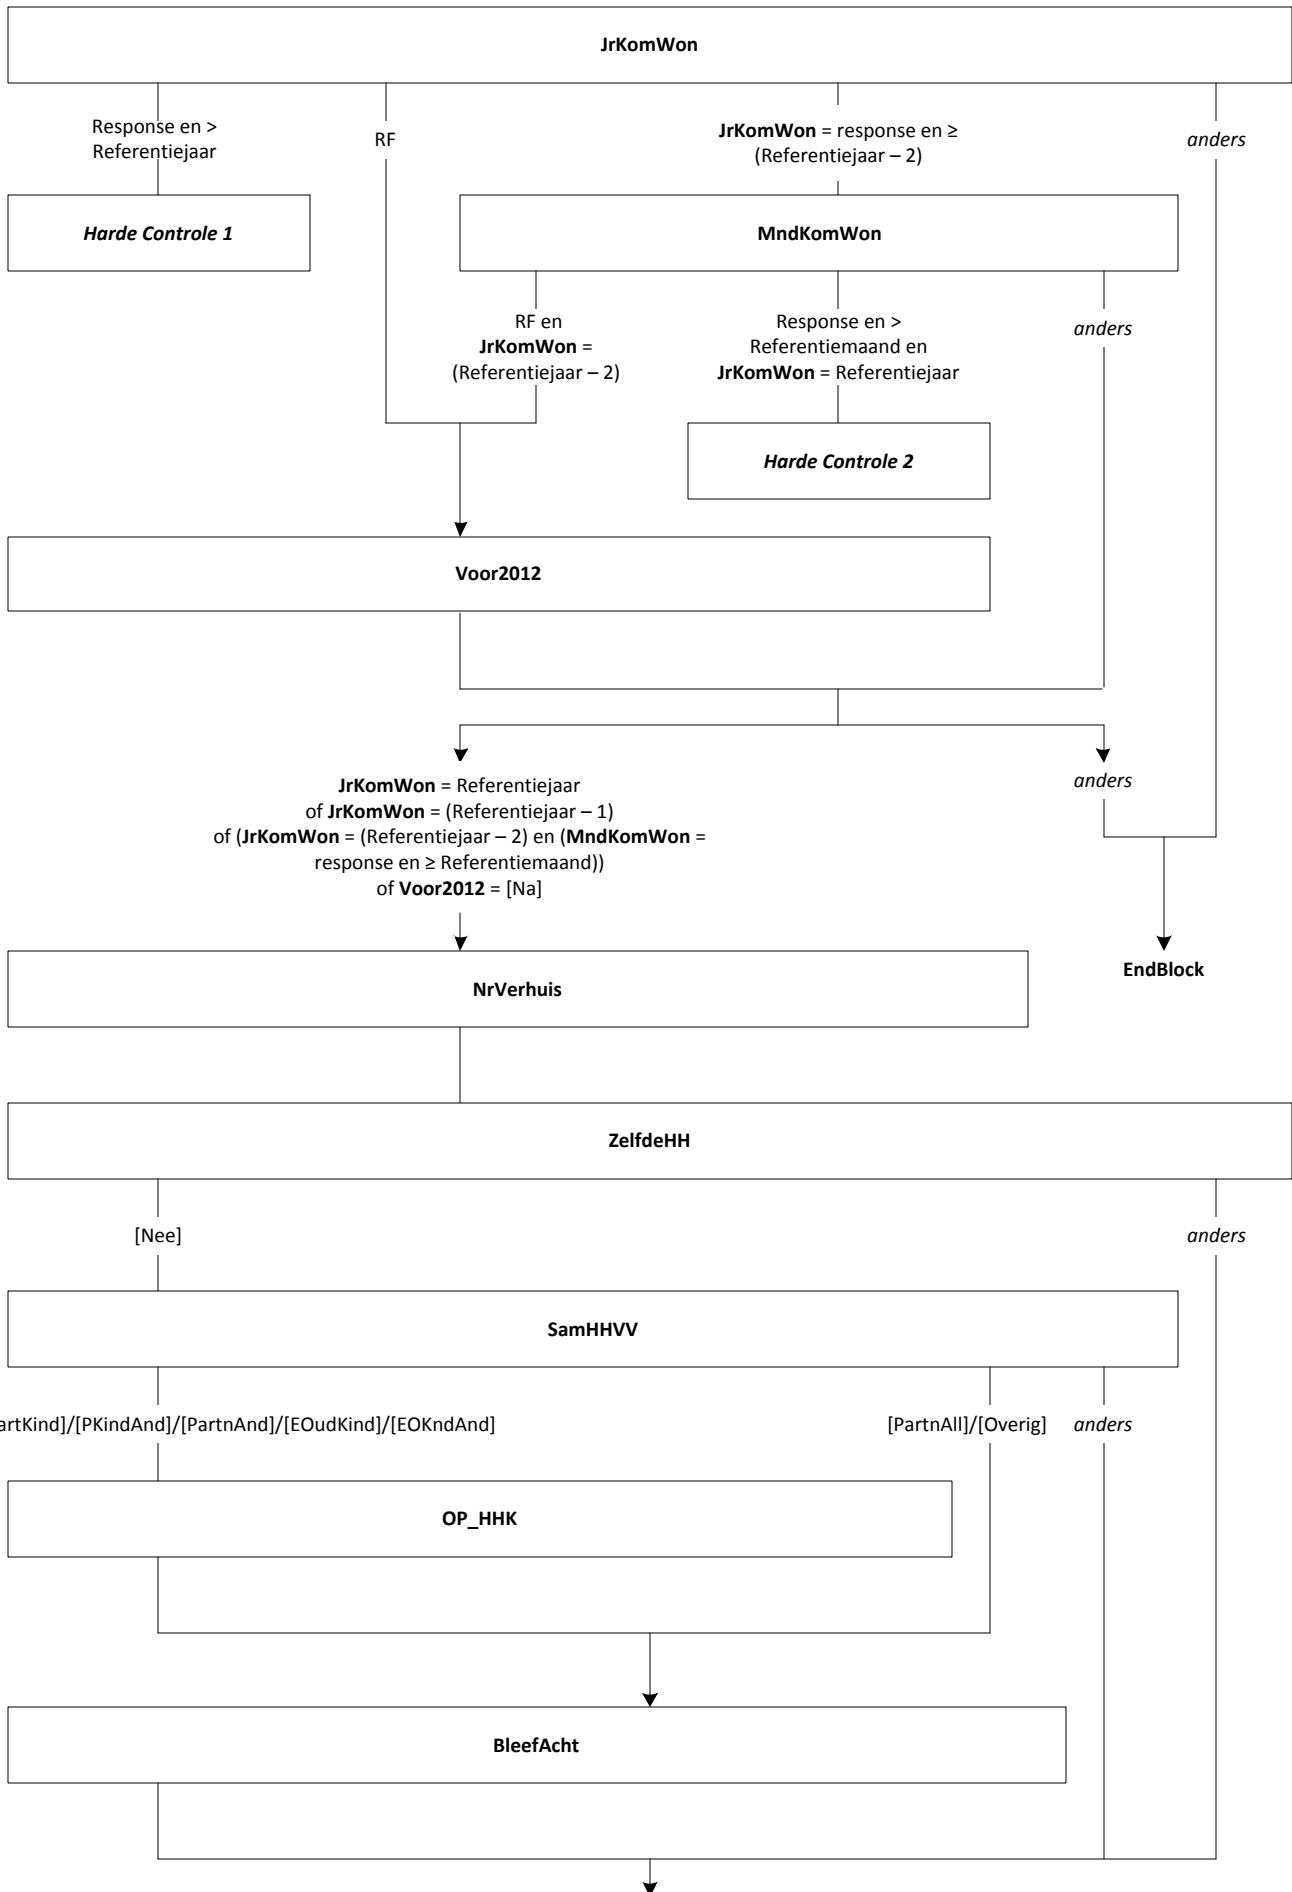 JrKomWon
Response en >
Referentiejaar
RF
JrKomWon = response en ≥
(Referentiejaar – 2)
anders
Harde Controle 1
MndKomWon
RF en
JrKomWon =
(Referentiejaar – 2)
Response en >
Referentiemaand en
JrKomWon = Referentiejaar
anders
Harde Controle 2
Voor2012
JrKomWon = Referentiejaar
of JrKomWon = (Referentiejaar – 1)
of (JrKomWon = (Referentiejaar – 2) en (MndKomWon =
response en ≥ Referentiemaand))
of Voor2012 = [Na]
anders
EndBlock
NrVerhuis
ZelfdeHH
[Nee]
anders
SamHHVV
artKind]/[PKindAnd]/[PartnAnd]/[EOudKind]/[EOKndAnd]
[PartnAll]/[Overig]
anders
OP_HHK
BleefAcht